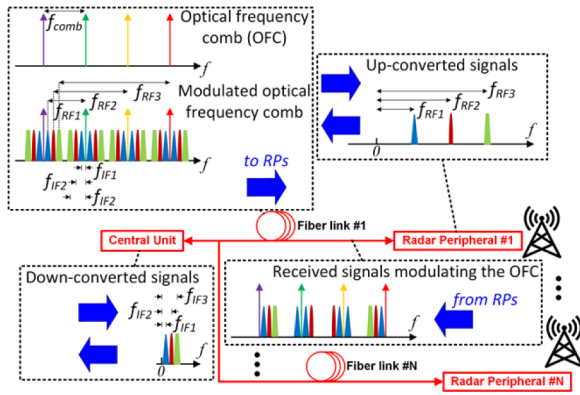 f_comb
Optical frequency
comb (OFC)
f
f_RF3
f_RF2
f_RF1
Modulated optical
frequency comb
f
f_IF1
f_IF2
f_IF2
to RPs
Up-converted signals
f_RF3
f_RF2
f_RF1
f
0
Fiber link #1
Central Unit
Radar Peripheral #1
Down-converted signals
f_IF3
f_IF2
f_IF1
f
0
Received signals modulating the OFC
from RPs
f
Fiber link #N
Radar Peripheral #N